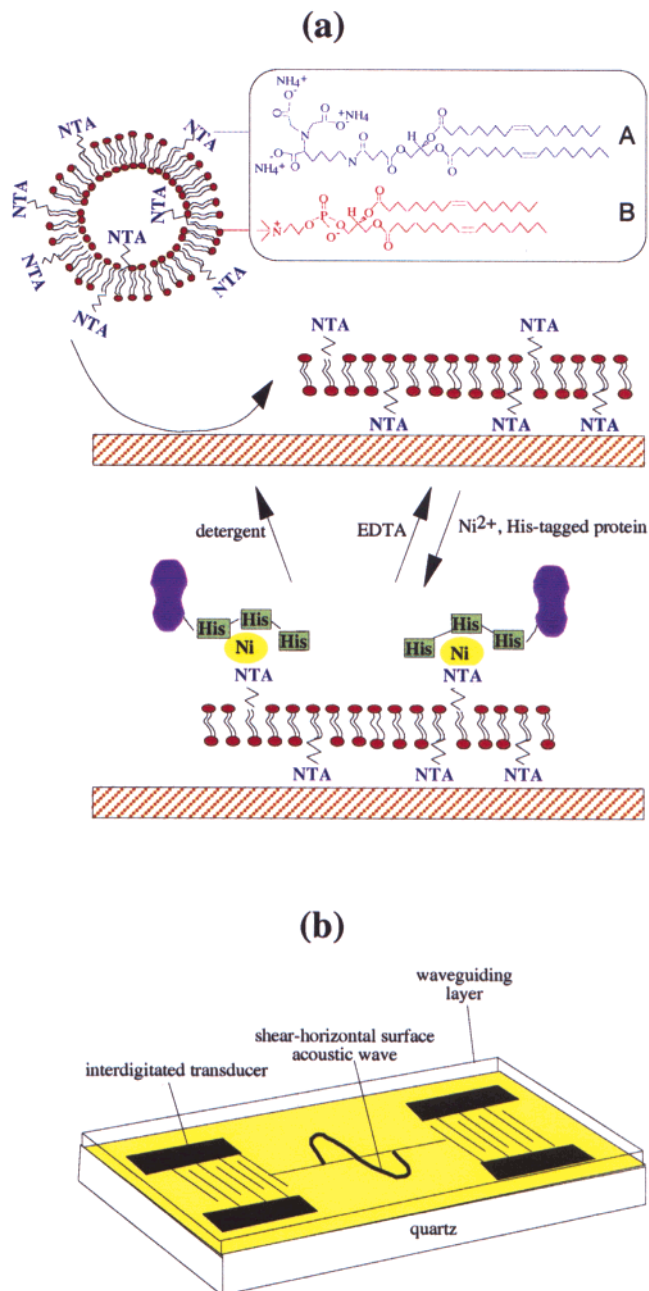 (a)
NH4+
O-
O
O
+NH4
O-
N
O
O
NH4+ -O
O
N
O
O
O
H
O
O
O
A
O
P
O
O
O-
N+
H
O
O
O
O
B
NTA
NTA
NTA
NTA
NTA
NTA
NTA
NTA
NTA
NTA NTA
NTA NTA NTA
detergent
EDTA
Ni2+, His-tagged protein
His His His
Ni
NTA
His His His
Ni
NTA
NTA NTA NTA
(b)
waveguiding
layer
shear-horizontal surface
acoustic wave
interdigitated transducer
quartz